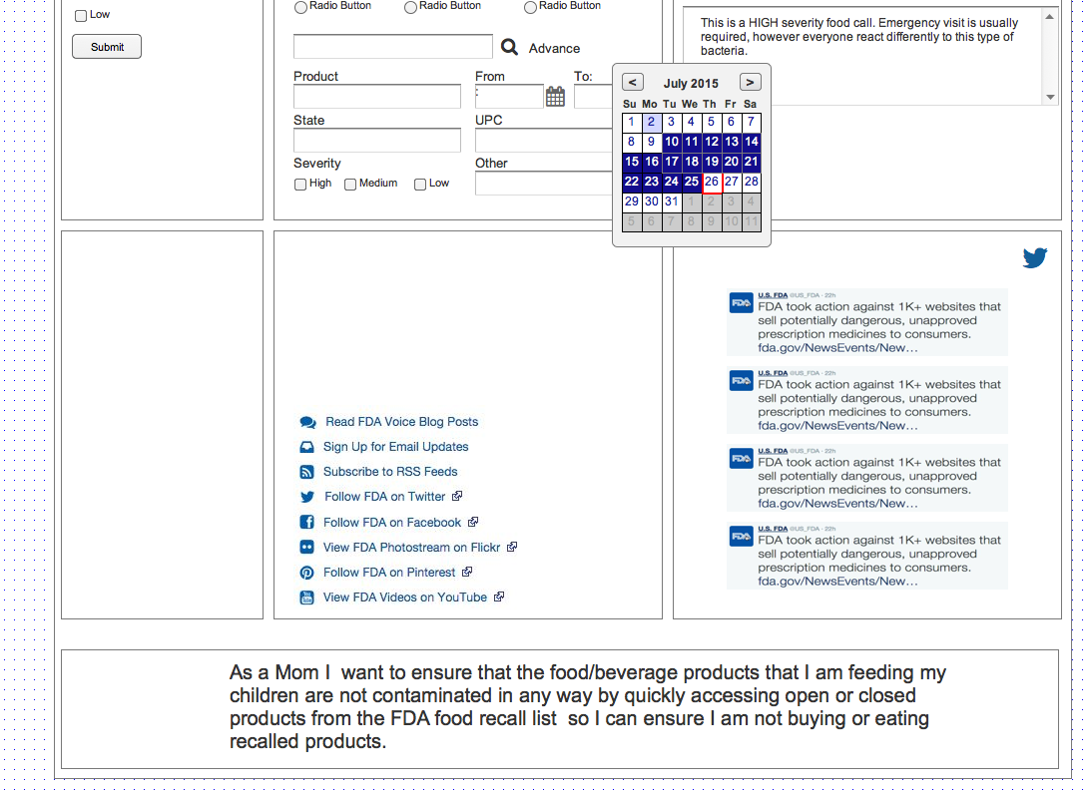 Low
Submit
Radio Button Radio Button Radio Button
Advance
Product From To:
:
State UPC
Severity Other
High Medium Low
This is a HIGH severity food call. Emergency visit is usually
required, however everyone react differently to this type of
bacteria.
< July 2015 >
Su Mo Tu We Th Fr Sa
1 2 3 4 5 6 7
8 9 10 11 12 13 14
15 16 17 18 19 20 21
22 23 24 25 26 27 28
29 30 31 1 2 3 4
5 6 7 8 9 10 11
Read FDA Voice Blog Posts
Sign Up for Email Updates
Subscribe to RSS Feeds
Follow FDA on Twitter
Follow FDA on Facebook
View FDA Photostream on Flickr
Follow FDA on Pinterest
View FDA Videos on YouTube
FDA U.S. FDA @US_FDA · 22h
FDA took action against 1K+ websites that
sell potentially dangerous, unapproved
prescription medicines to consumers.
fda.gov/NewsEvents/New...
FDA U.S. FDA @US_FDA · 22h
FDA took action against 1K+ websites that
sell potentially dangerous, unapproved
prescription medicines to consumers.
fda.gov/NewsEvents/New...
FDA U.S. FDA @US_FDA · 22h
FDA took action against 1K+ websites that
sell potentially dangerous, unapproved
prescription medicines to consumers.
fda.gov/NewsEvents/New...
FDA U.S. FDA @US_FDA · 22h
FDA took action against 1K+ websites that
sell potentially dangerous, unapproved
prescription medicines to consumers.
fda.gov/NewsEvents/New...
As a Mom I want to ensure that the food/beverage products that I am feeding my
children are not contaminated in any way by quickly accessing open or closed
products from the FDA food recall list so I can ensure I am not buying or eating
recalled products.